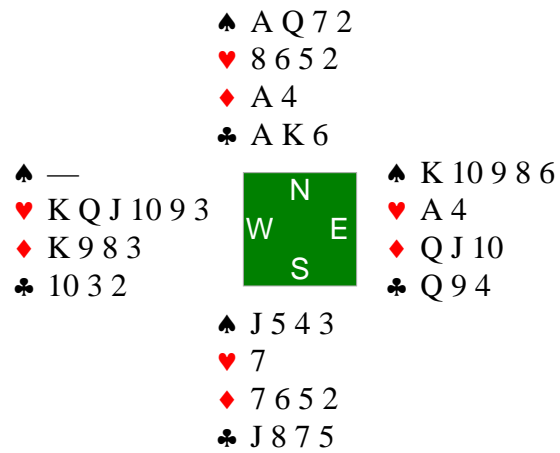 ♠ A Q 7 2
♥ 8 6 5 2
♦ A 4
♣ A K 6
♠ —
♥ K Q J 10 9 3
♦ K 9 8 3
♣ 10 3 2
N
W E
S
♠ K 10 9 8 6
♥ A 4
♦ Q J 10
♣ Q 9 4
♠ J 5 4 3
♥ 7
♦ 7 6 5 2
♣ J 8 7 5